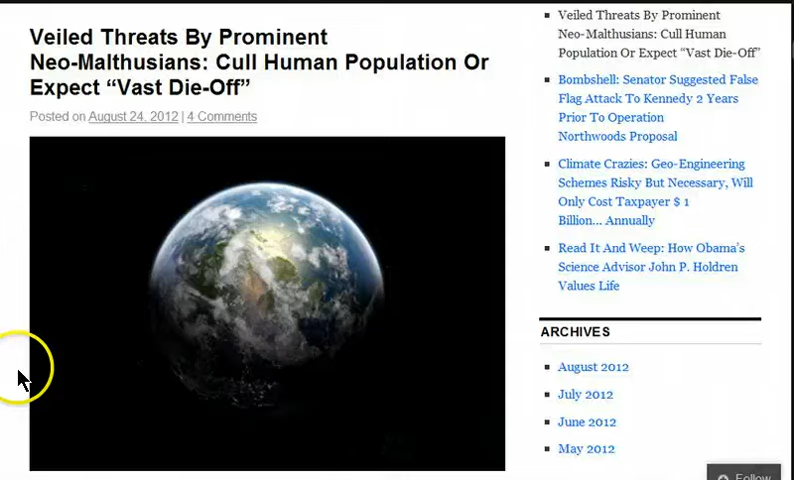 Veiled Threats By Prominent
Neo-Malthusians: Cull Human Population Or
Expect “Vast Die-Off”
Posted on August 24, 2012 | 4 Comments
Veiled Threats By Prominent
Neo-Malthusians: Cull Human
Population Or Expect “Vast Die-Off”
Bombshell: Senator Suggested False
Flag Attack To Kennedy 2 Years
Prior To Operation
Northwoods Proposal
Climate Crazies: Geo-Engineering
Schemes Risky But Necessary, Will
Only Cost Taxpayer $ 1
Billion... Annually
Read It And Weep: How Obama’s
Science Advisor John P. Holdren
Values Life
ARCHIVES
August 2012
July 2012
June 2012
May 2012
Follow